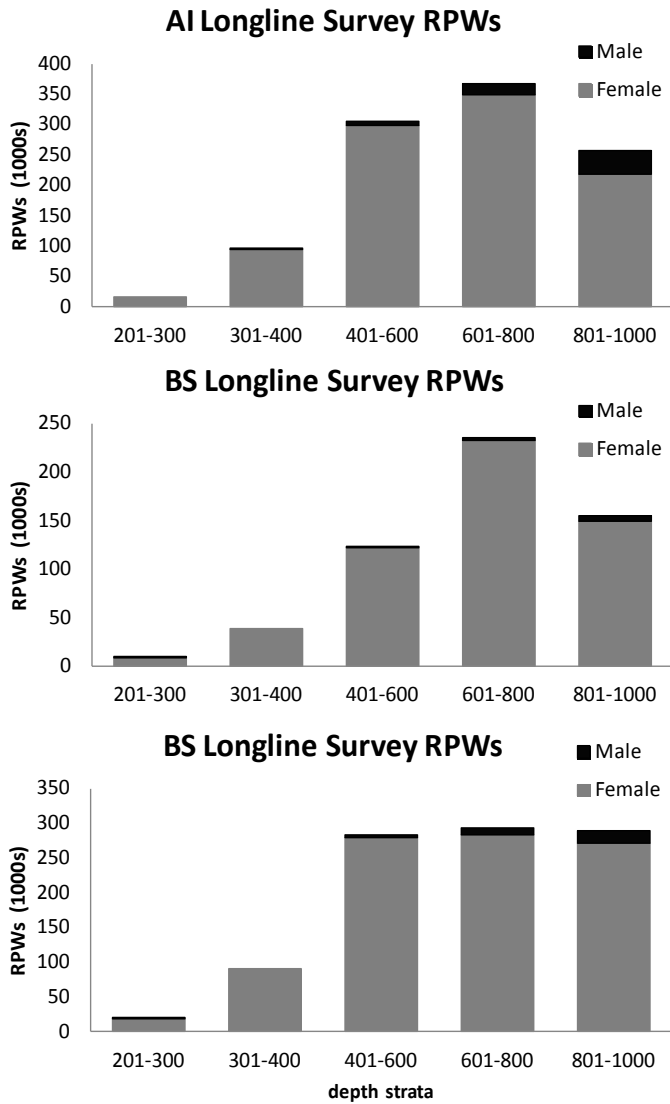 AI Longline Survey RPWs
Male
Female
RPWs (1000s)
400
350
300
250
200
150
100
50
0
201-300 301-400 401-600 601-800 801-1000
BS Longline Survey RPWs
Male
Female
RPWs (1000s)
250
200
150
100
50
0
201-300 301-400 401-600 601-800 801-1000
BS Longline Survey RPWs
Male
Female
RPWs (1000s)
350
300
250
200
150
100
50
0
201-300 301-400 401-600 601-800 801-1000
depth strata